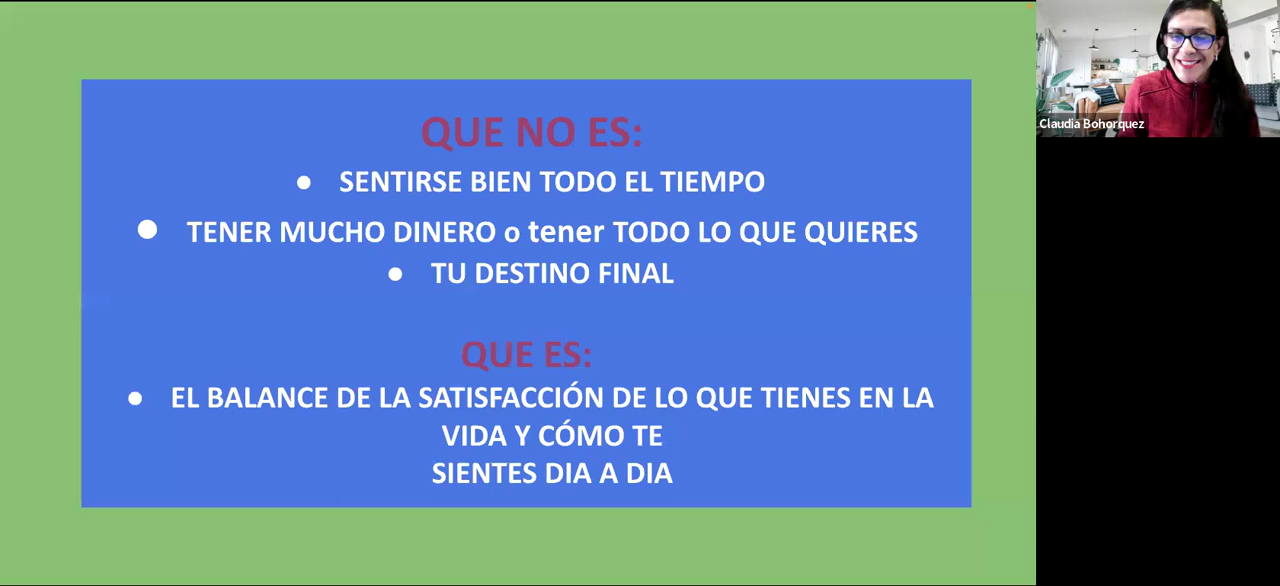 QUE NO ES:
● SENTIRSE BIEN TODO EL TIEMPO
● TENER MUCHO DINERO o tener TODO LO QUE QUIERES
● TU DESTINO FINAL
QUE ES:
● EL BALANCE DE LA SATISFACCIÓN DE LO QUE TIENES EN LA
VIDA Y CÓMO TE
SIENTES DIA A DIA
Claudia Bohorquez